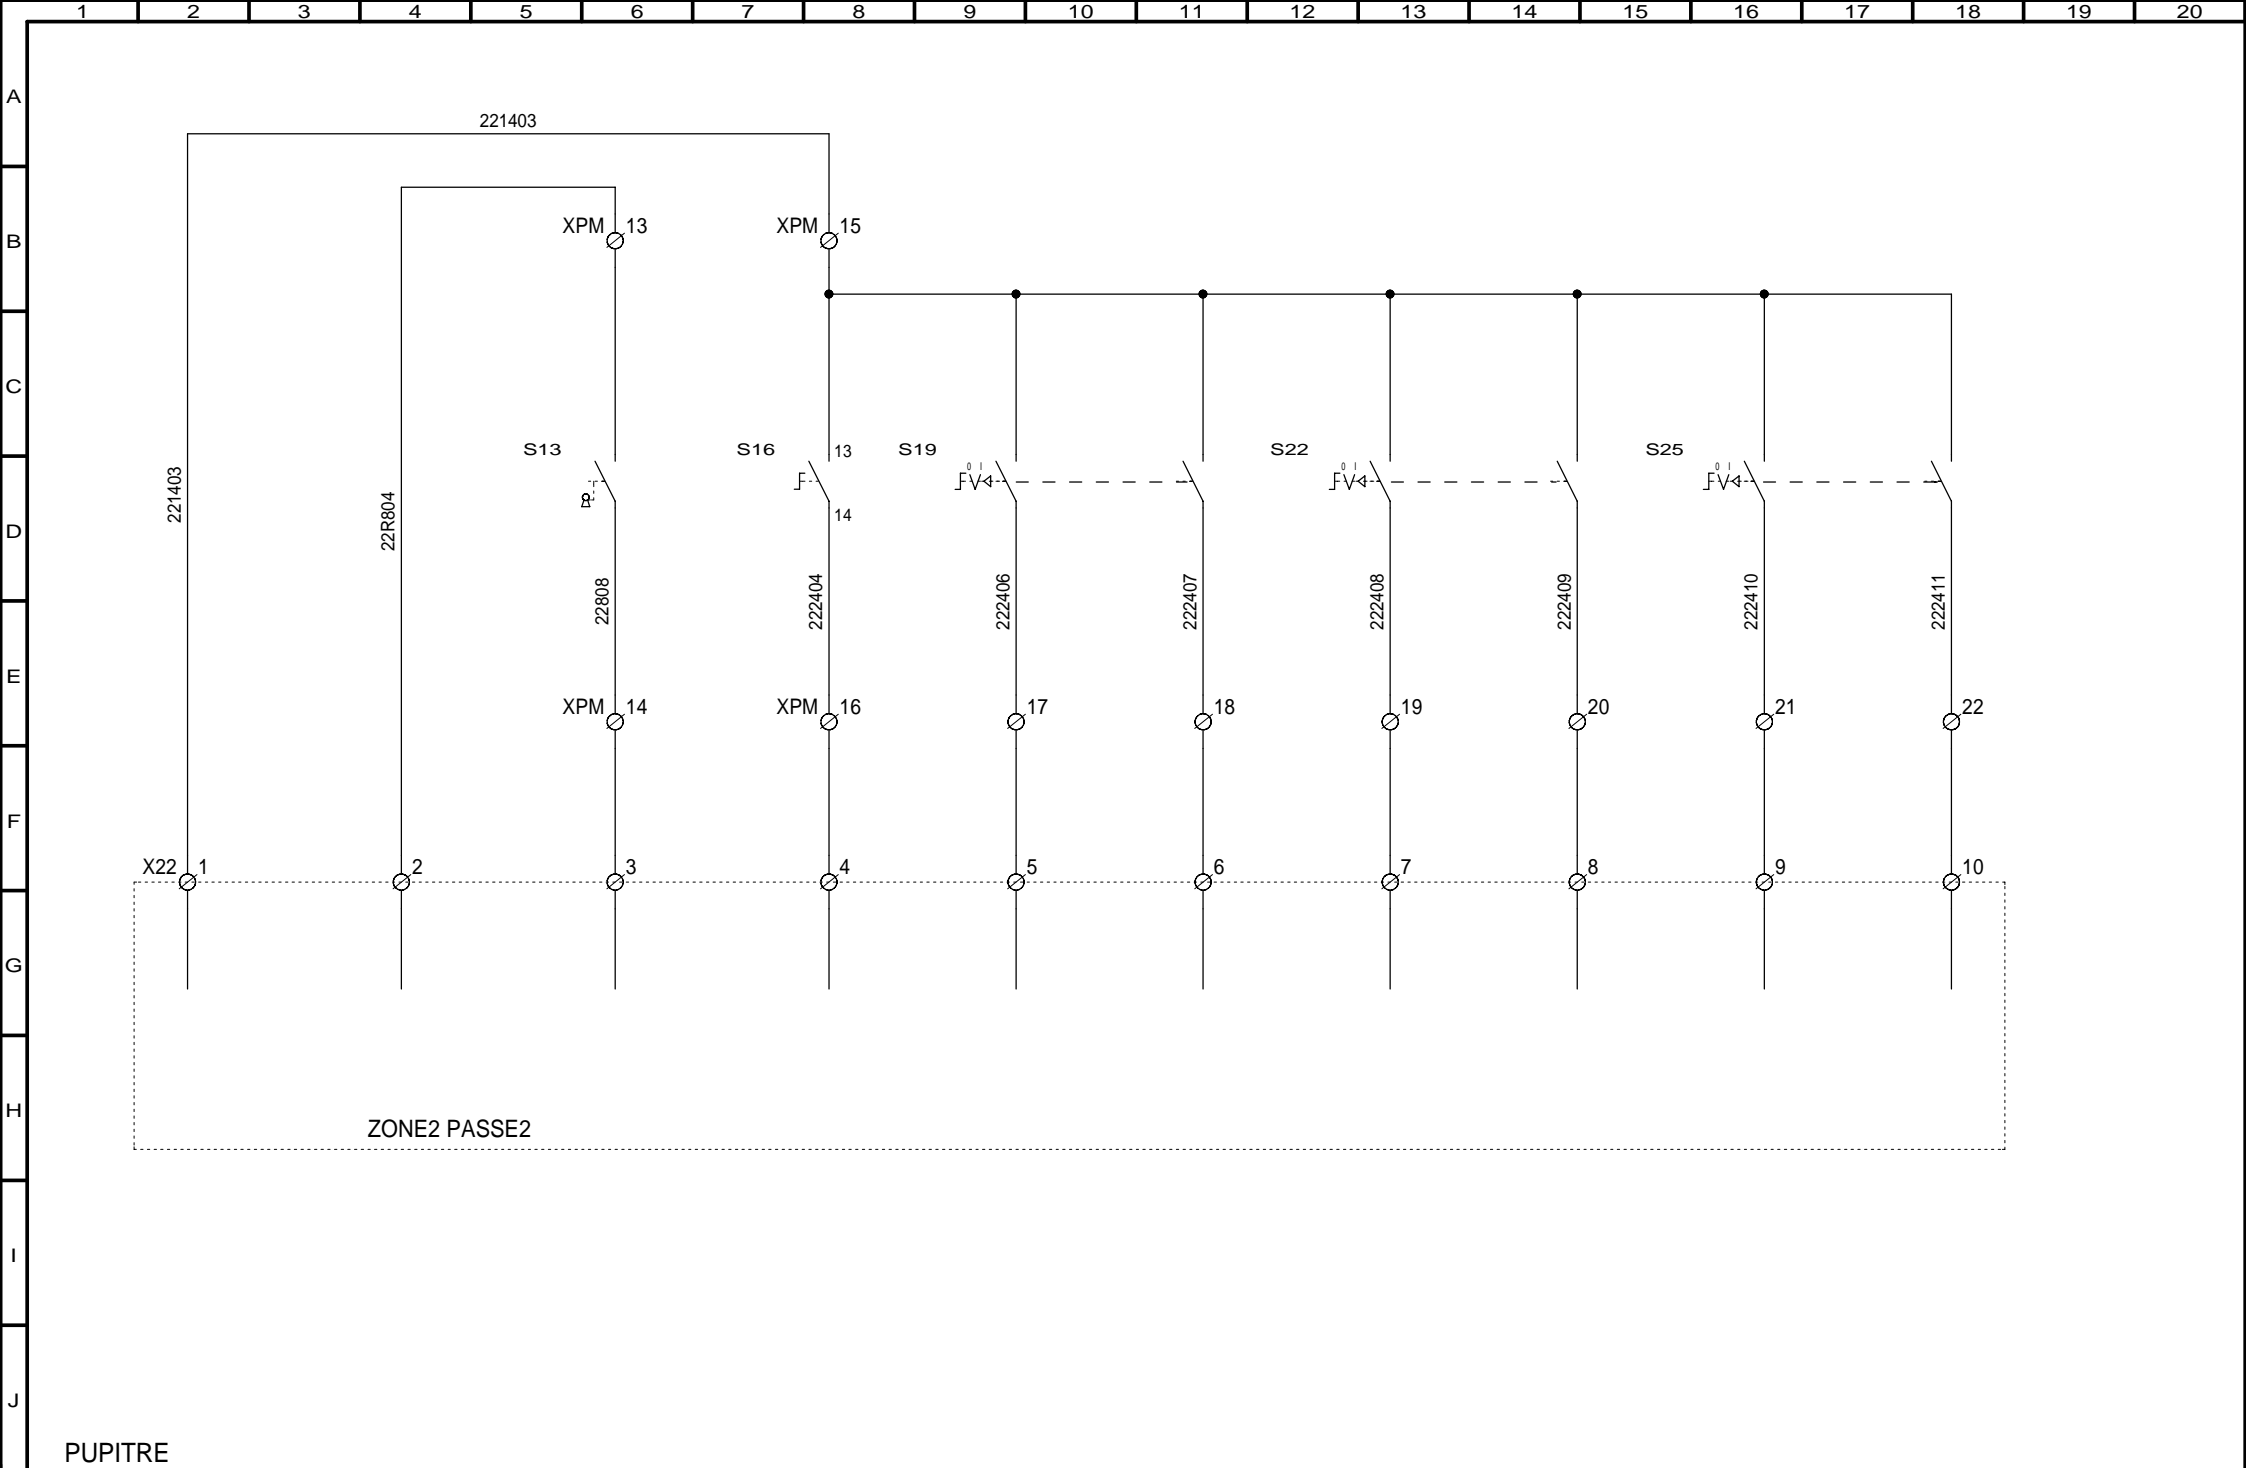 1 2 3 4 5 6 7 8 9 10 11 12 13 14 15 16 17 18 19 20
A
221403
B
XPM 13 XPM 15
C
S13 S16 13 S19 S22 S25
0 I 0 I 0 I
D
221403 22R804 14
22808 222404 222406 222407 222408 222409 222410 222411
E
XPM 14 XPM 16 17 18 19 20 21 22
F
X22 1 2 3 4 5 6 7 8 9 10
G
H
ZONE2 PASSE2
I
J
PUPITRE